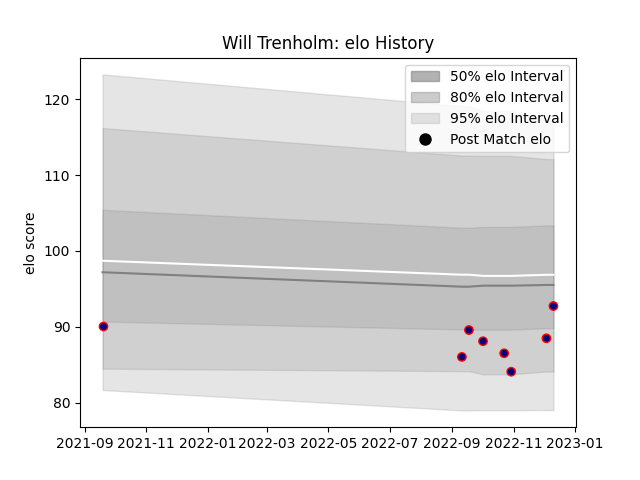 Will Trenholm: elo History
50% elo Interval
80% elo Interval
95% elo Interval
Post Match elo
elo score
120
110
100
90
80
2021-09 2021-11 2022-01 2022-03 2022-05 2022-07 2022-09 2022-11 2023-01